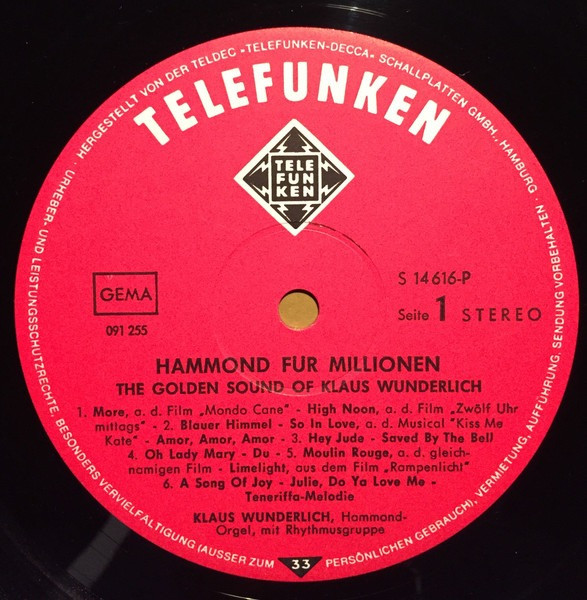 HERGESTELLT VON DER TELDEC »TELEFUNKEN-DECCA« SCHALLPLATTEN GMBH., HAMBURG · SENDUNG VORBEHALTEN ·
TELEFUNKEN
TELE
FUN
KEN
GEMA
091 255
S 14 616-P
Seite 1 STEREO
HAMMOND FÜR MILLIONEN
THE GOLDEN SOUND OF KLAUS WUNDERLICH
1. More, a. d. Film „Mondo Cane" - High Noon, a. d. Film „Zwölf Uhr
mittags" - 2. Blauer Himmel - So In Love, a. d. Musical "Kiss Me
Kate" - Amor, Amor, Amor - 3. Hey Jude - Saved By The Bell
4. Oh Lady Mary - Du - 5. Moulin Rouge, a. d. gleich-
namigen Film - Limelight, aus dem Film „Rampenlicht"
6. A Song Of Joy - Julie, Do Ya Love Me -
Teneriffa-Melodie
KLAUS WUNDERLICH, Hammond-
Orgel, mit Rhythmusgruppe
URHEBER- UND LEISTUNGSSCHUTZRECHTE, BESONDERS VERVIELFÄLTIGUNG (AUSSER ZUM PERSÖNLICHEN GEBRAUCH), VERMIETUNG, AUFFÜHRUNG,
33